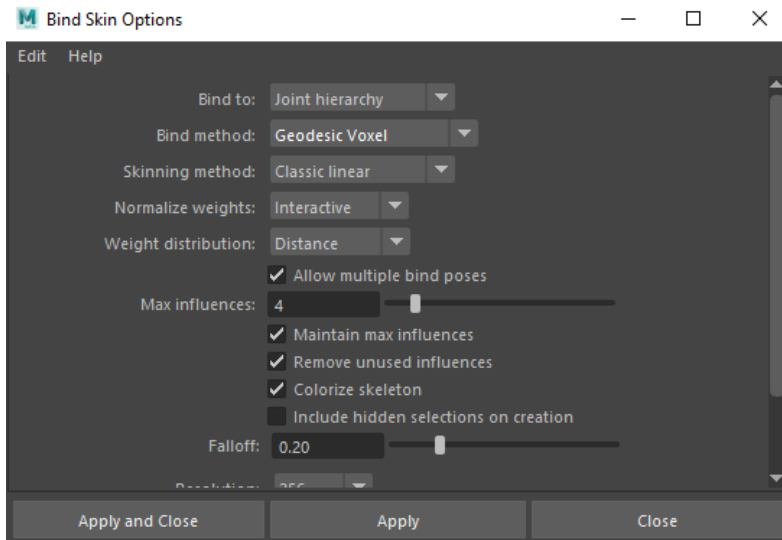 Bind Skin Options
Edit Help
Bind to: Joint hierarchy
Bind method: Geodesic Voxel
Skinning method: Classic linear
Normalize weights: Interactive
Weight distribution: Distance
Allow multiple bind poses
Max influences: 4
Maintain max influences
Remove unused influences
Colorize skeleton
Include hidden selections on creation
Falloff: 0.20
Resolution: 256
Apply and Close Apply Close